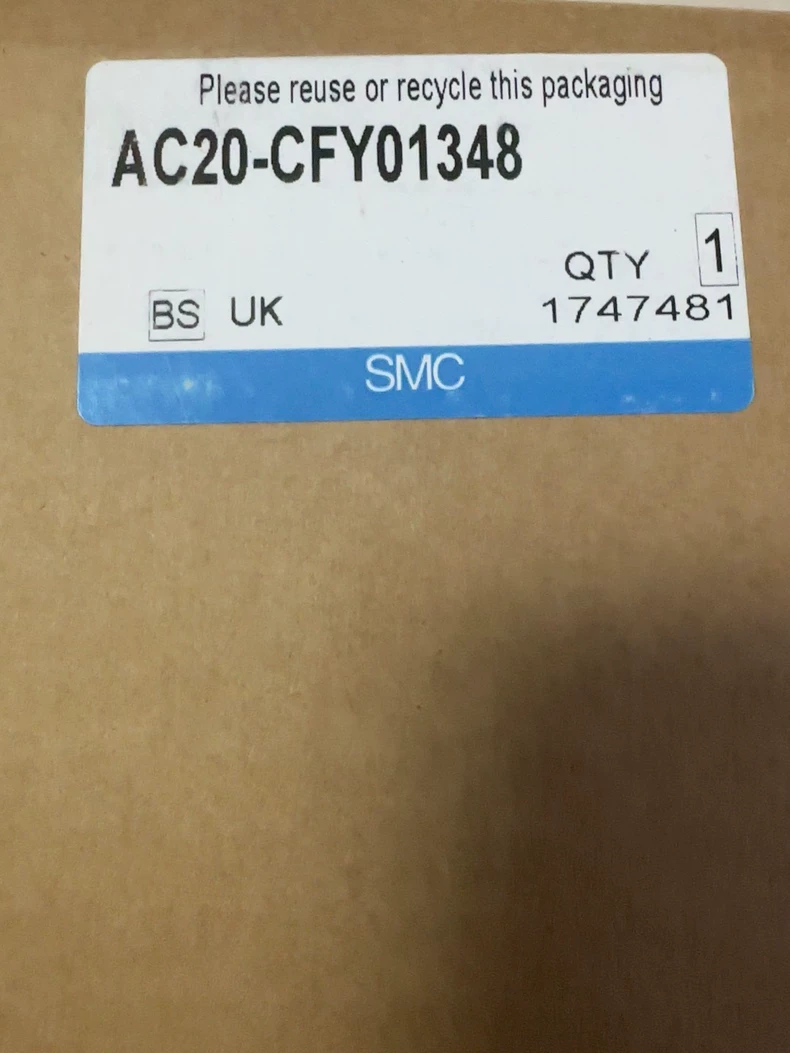 Please reuse or recycle this packaging
AC20-CFY01348
QTY 1
BS UK 1747481
SMC